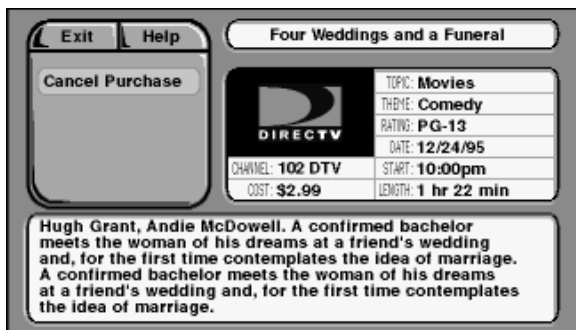 Exit Help
Four Weddings and a Funeral
Cancel Purchase
DIRECTV
CHANNEL: 102 DTV
COST: $2.99
TOPIC: Movies
THEME: Comedy
RATING: PG-13
DATE: 12/24/95
START: 10:00pm
LENGTH: 1 hr 22 min
Hugh Grant, Andie McDowell. A confirmed bachelor
meets the woman of his dreams at a friend's wedding
and, for the first time contemplates the idea of marriage.
A confirmed bachelor meets the woman of his dreams
at a friend's wedding and, for the first time contemplates
the idea of marriage.